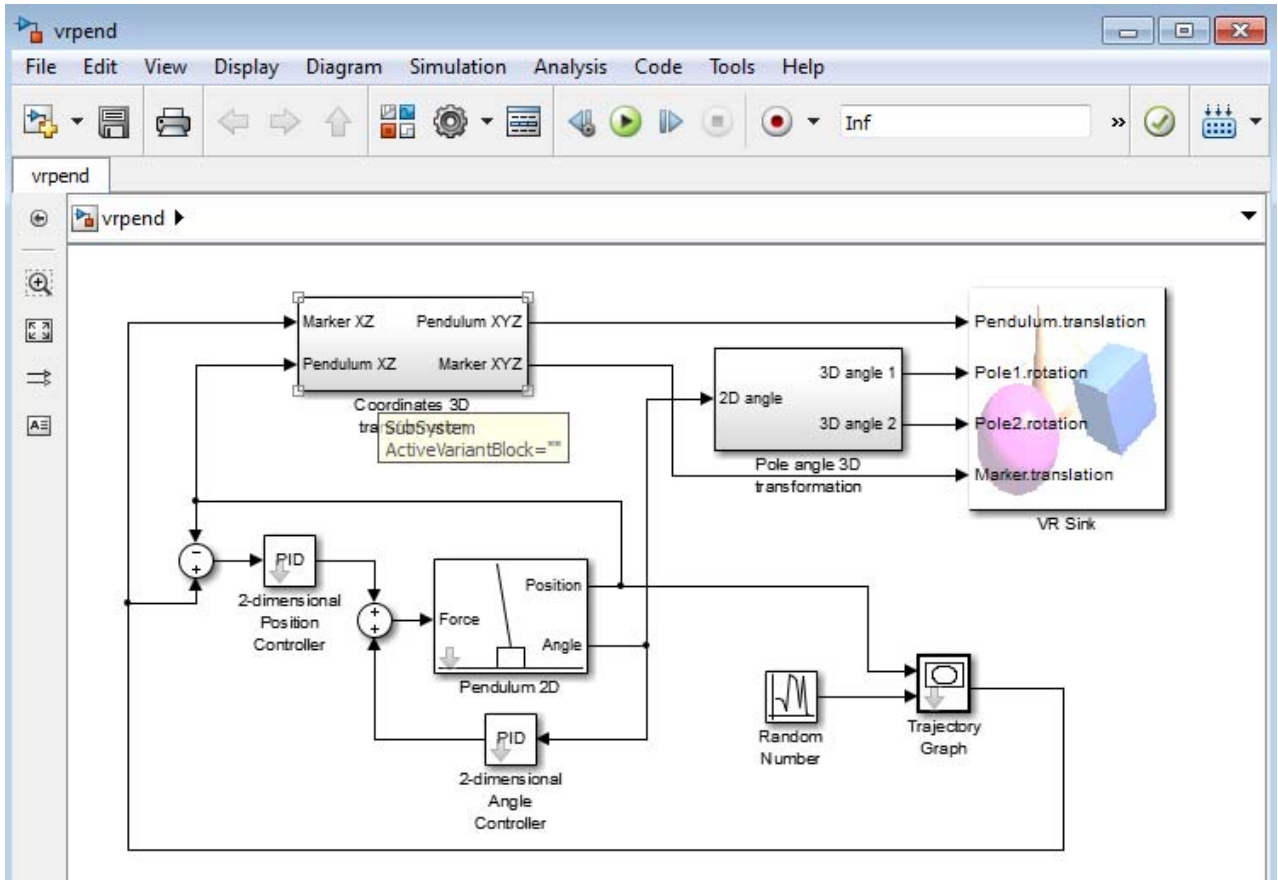 vrpend
File Edit View Display Diagram Simulation Analysis Code Tools Help
Inf »
vrpend
vrpend
Marker XZ Pendulum XYZ
Pendulum XZ Marker XYZ
Coordinates 3D
SubSystem
ActiveVariantBlock=""
2D angle
3D angle 1
3D angle 2
Pole angle 3D
transformation
Pendulum.translation
Pole1.rotation
Pole2.rotation
Marker.translation
VR Sink
−
+
PID
2-dimensional
Position
Controller
+
+
Force
Position
Angle
Pendulum 2D
PID
2-dimensional
Angle
Controller
Random
Number
Trajectory
Graph